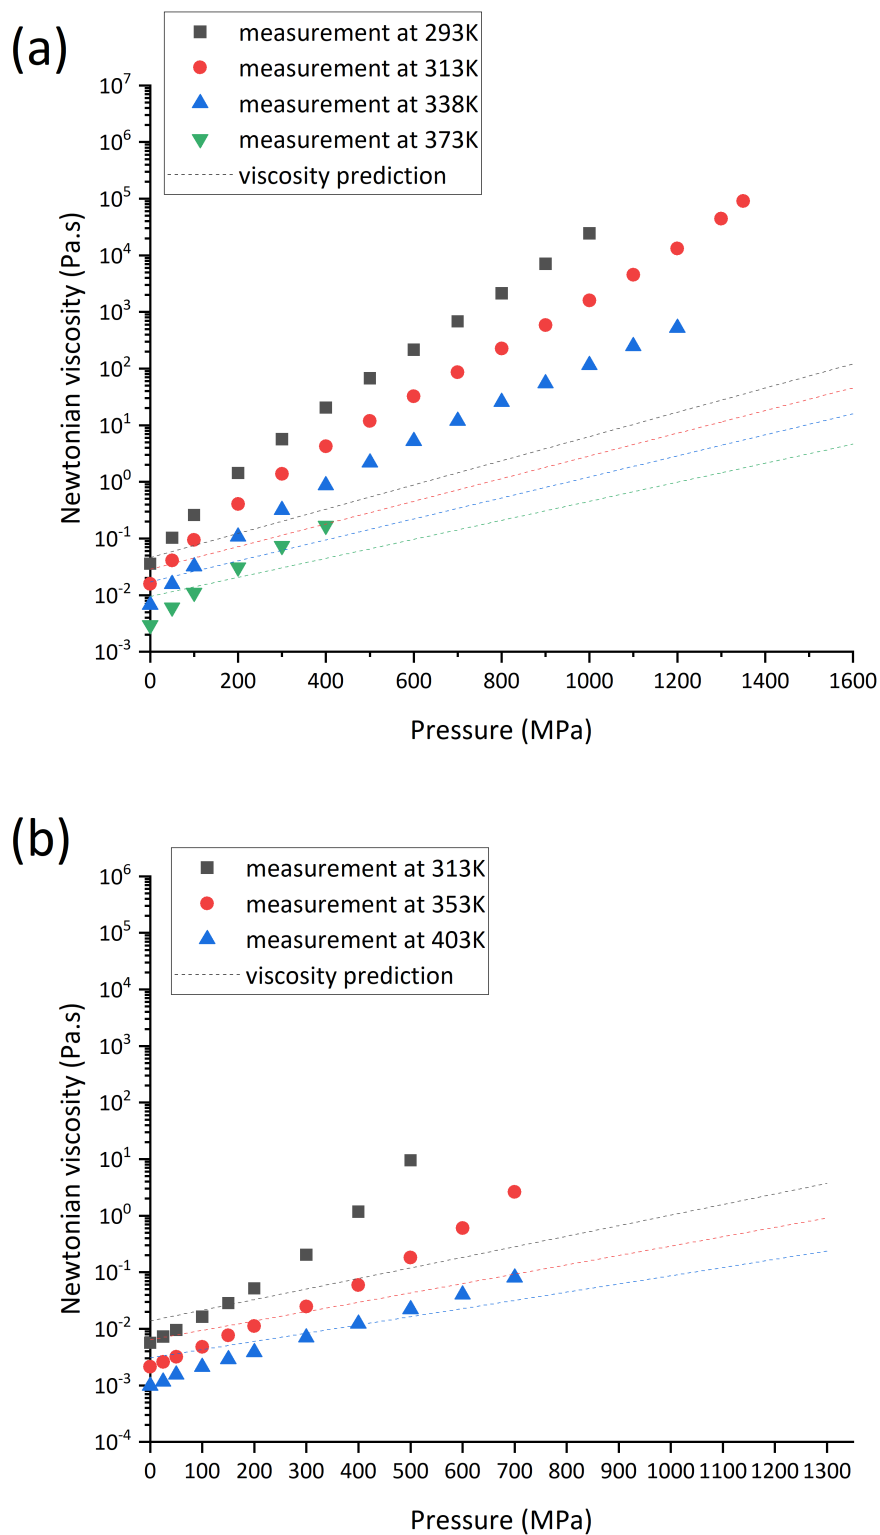 (a)
measurement at 293K
measurement at 313K
measurement at 338K
measurement at 373K
viscosity prediction
10^7
10^6
10^5
10^4
10^3
10^2
10^1
10^0
10^-1
10^-2
10^-3
Newtonian viscosity (Pa.s)
0 200 400 600 800 1000 1200 1400 1600
Pressure (MPa)
(b)
measurement at 313K
measurement at 353K
measurement at 403K
viscosity prediction
10^6
10^5
10^4
10^3
10^2
10^1
10^0
10^-1
10^-2
10^-3
10^-4
Newtonian viscosity (Pa.s)
0 100 200 300 400 500 600 700 800 900 1000 1100 1200 1300
Pressure (MPa)